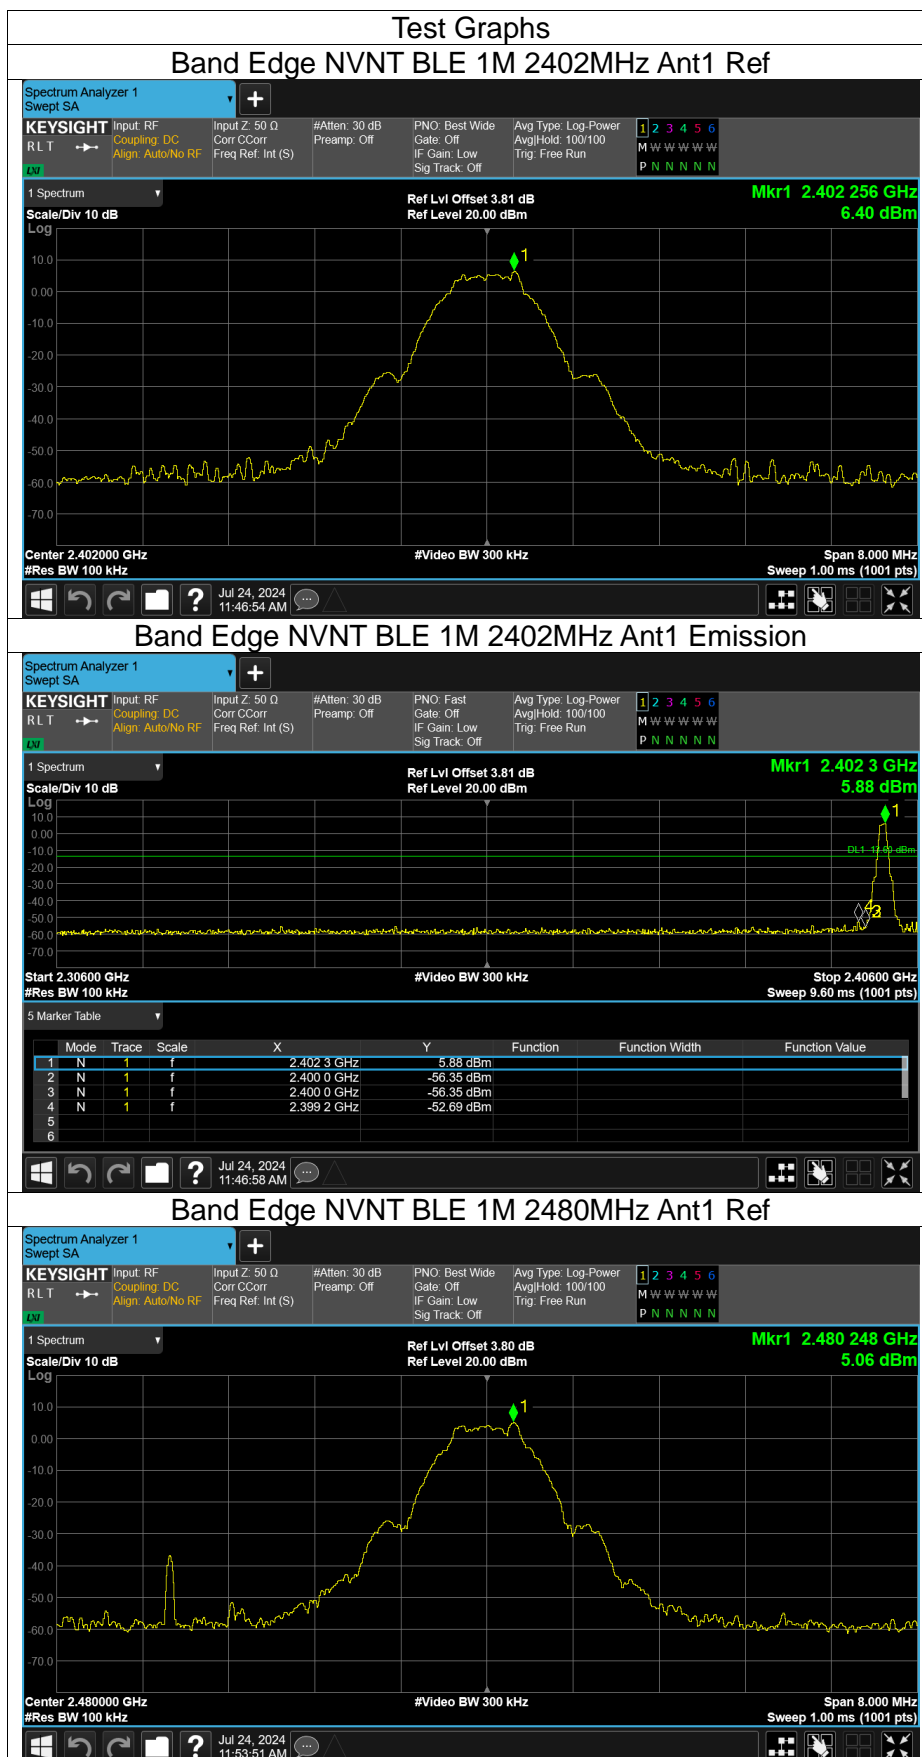 Test Graphs
Band Edge NVNT BLE 1M 2402MHz Ant1 Ref
Spectrum Analyzer 1
Swept SA
KEYSIGHT Input: RF Input Z: 50 Ω #Atten: 30 dB PNO: Best Wide Avg Type: Log-Power 1 2 3 4 5 6
R L T Coupling: DC Corr CCorr Preamp: Off Gate: Off Avg|Hold: 100/100 M W W W W W
Align: Auto/No RF Freq Ref: Int (S) IF Gain: Low Trig: Free Run
LXI Sig Track: Off P N N N N N
1 Spectrum Ref Lvl Offset 3.81 dB Mkr1 2.402 256 GHz
Scale/Div 10 dB Ref Level 20.00 dBm 6.40 dBm
Log
1
10.0
0.00
-10.0
-20.0
-30.0
-40.0
-50.0
-60.0
-70.0
Center 2.402000 GHz #Video BW 300 kHz Span 8.000 MHz
#Res BW 100 kHz Sweep 1.00 ms (1001 pts)
? Jul 24, 2024
11:46:54 AM
Band Edge NVNT BLE 1M 2402MHz Ant1 Emission
Spectrum Analyzer 1
Swept SA
KEYSIGHT Input: RF Input Z: 50 Ω #Atten: 30 dB PNO: Fast Avg Type: Log-Power 1 2 3 4 5 6
R L T Coupling: DC Corr CCorr Preamp: Off Gate: Off Avg|Hold: 100/100 M W W W W W
Align: Auto/No RF Freq Ref: Int (S) IF Gain: Low Trig: Free Run
LXI Sig Track: Off P N N N N N
1 Spectrum Ref Lvl Offset 3.81 dB Mkr1 2.402 3 GHz
Scale/Div 10 dB Ref Level 20.00 dBm 5.88 dBm
Log
1
10.0
0.00
-10.0 DL1 dBm
-20.0
-30.0
-40.0
4 3
-50.0
-60.0
-70.0
Start 2.30600 GHz #Video BW 300 kHz Stop 2.40600 GHz
#Res BW 100 kHz Sweep 9.60 ms (1001 pts)
5 Marker Table
Mode Trace Scale X Y Function Function Width Function Value
1 N 1 f 2.402 3 GHz 5.88 dBm
2 N 1 f 2.400 0 GHz -56.35 dBm
3 N 1 f 2.400 0 GHz -56.35 dBm
4 N 1 f 2.399 2 GHz -52.69 dBm
5
6
? Jul 24, 2024
11:46:58 AM
Band Edge NVNT BLE 1M 2480MHz Ant1 Ref
Spectrum Analyzer 1
Swept SA
KEYSIGHT Input: RF Input Z: 50 Ω #Atten: 30 dB PNO: Best Wide Avg Type: Log-Power 1 2 3 4 5 6
R L T Coupling: DC Corr CCorr Preamp: Off Gate: Off Avg|Hold: 100/100 M W W W W W
Align: Auto/No RF Freq Ref: Int (S) IF Gain: Low Trig: Free Run
LXI Sig Track: Off P N N N N N
1 Spectrum Ref Lvl Offset 3.80 dB Mkr1 2.480 248 GHz
Scale/Div 10 dB Ref Level 20.00 dBm 5.06 dBm
Log
1
10.0
0.00
-10.0
-20.0
-30.0
-40.0
-50.0
-60.0
-70.0
Center 2.480000 GHz #Video BW 300 kHz Span 8.000 MHz
#Res BW 100 kHz Sweep 1.00 ms (1001 pts)
? Jul 24, 2024
11:53:51 AM